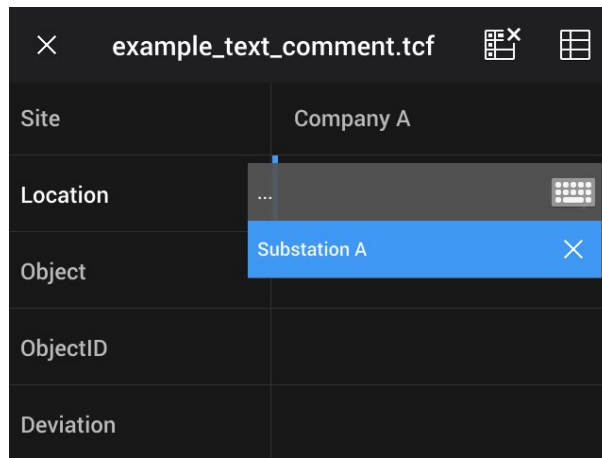 example_text_comment.tcf
Site
Company A
Location
...
Substation A
Object
ObjectID
Deviation